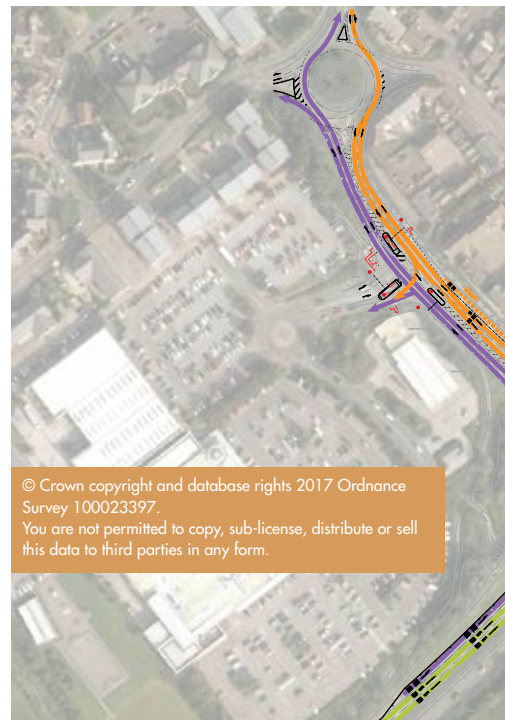 © Crown copyright and database rights 2017 Ordnance
Survey 100023397.
You are not permitted to copy, sub-license, distribute or sell
this data to third parties in any form.